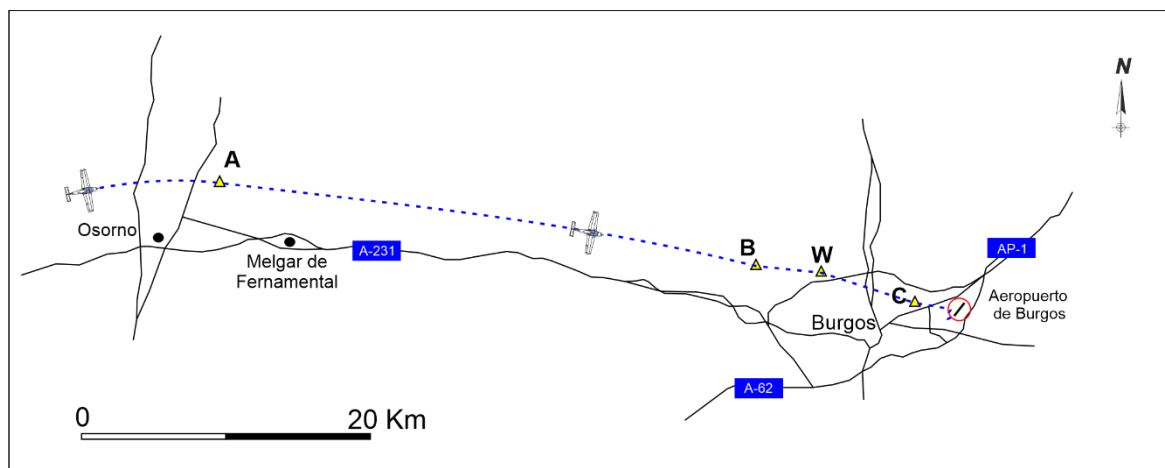 N
A
Osorno
Melgar de
Fernamental
A-231
B
W
AP-1
C
Aeropuerto
de Burgos
Burgos
A-62
0
20 Km